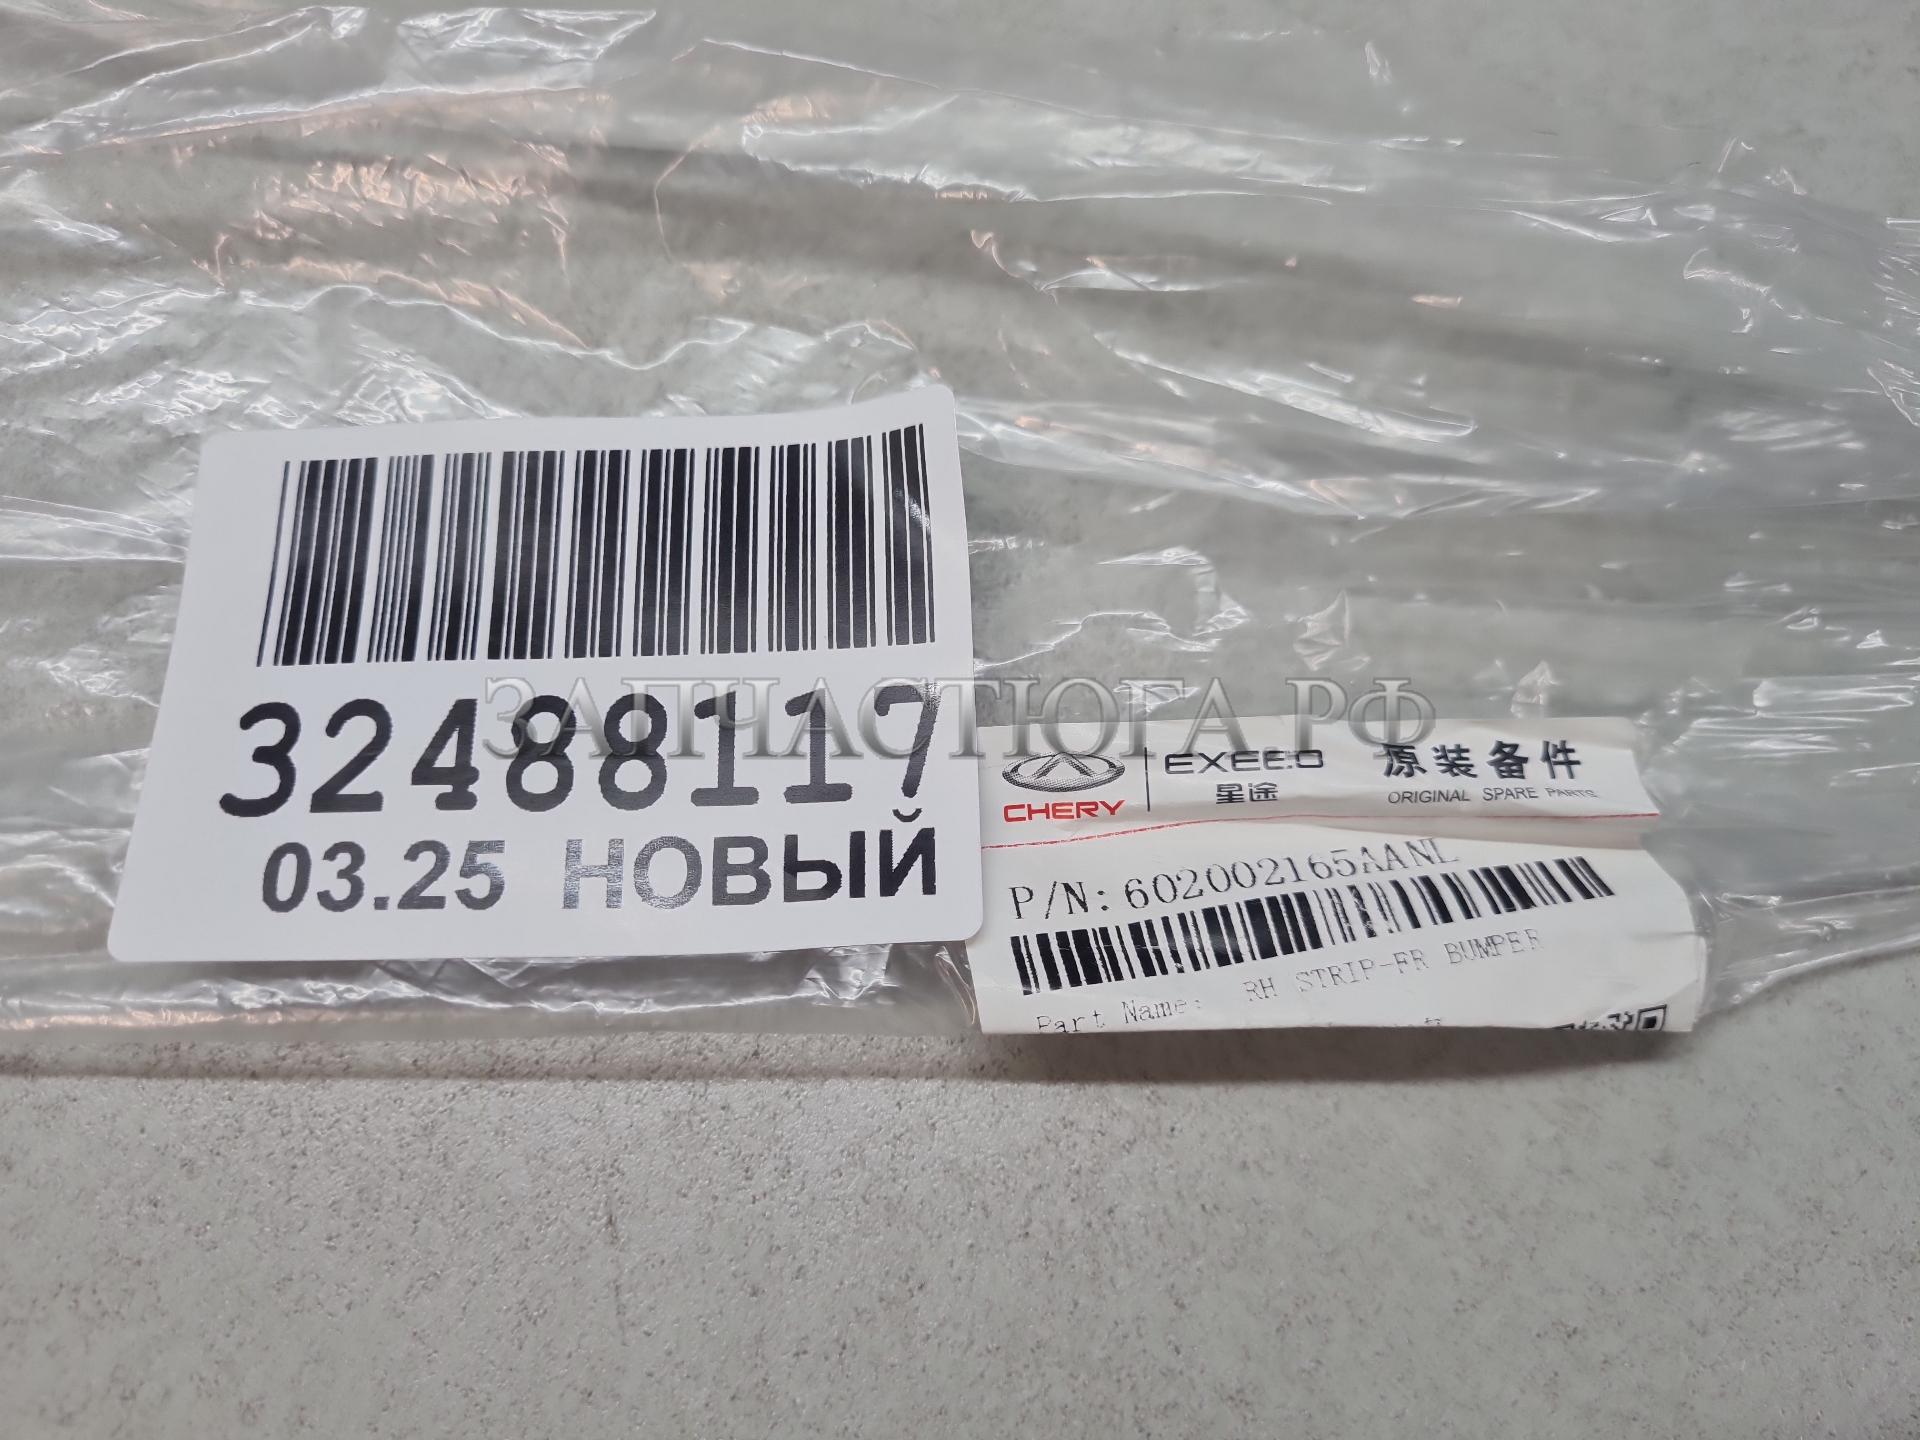 32488117
03.25 НОВЫЙ
ЗАПЧАСТЮГА.РФ
CHERY
EXEED
星途
原装备件
ORIGINAL SPARE PARTS
P/N: 602002165AANL
Part Name: RH STRIP-FR BUMPER